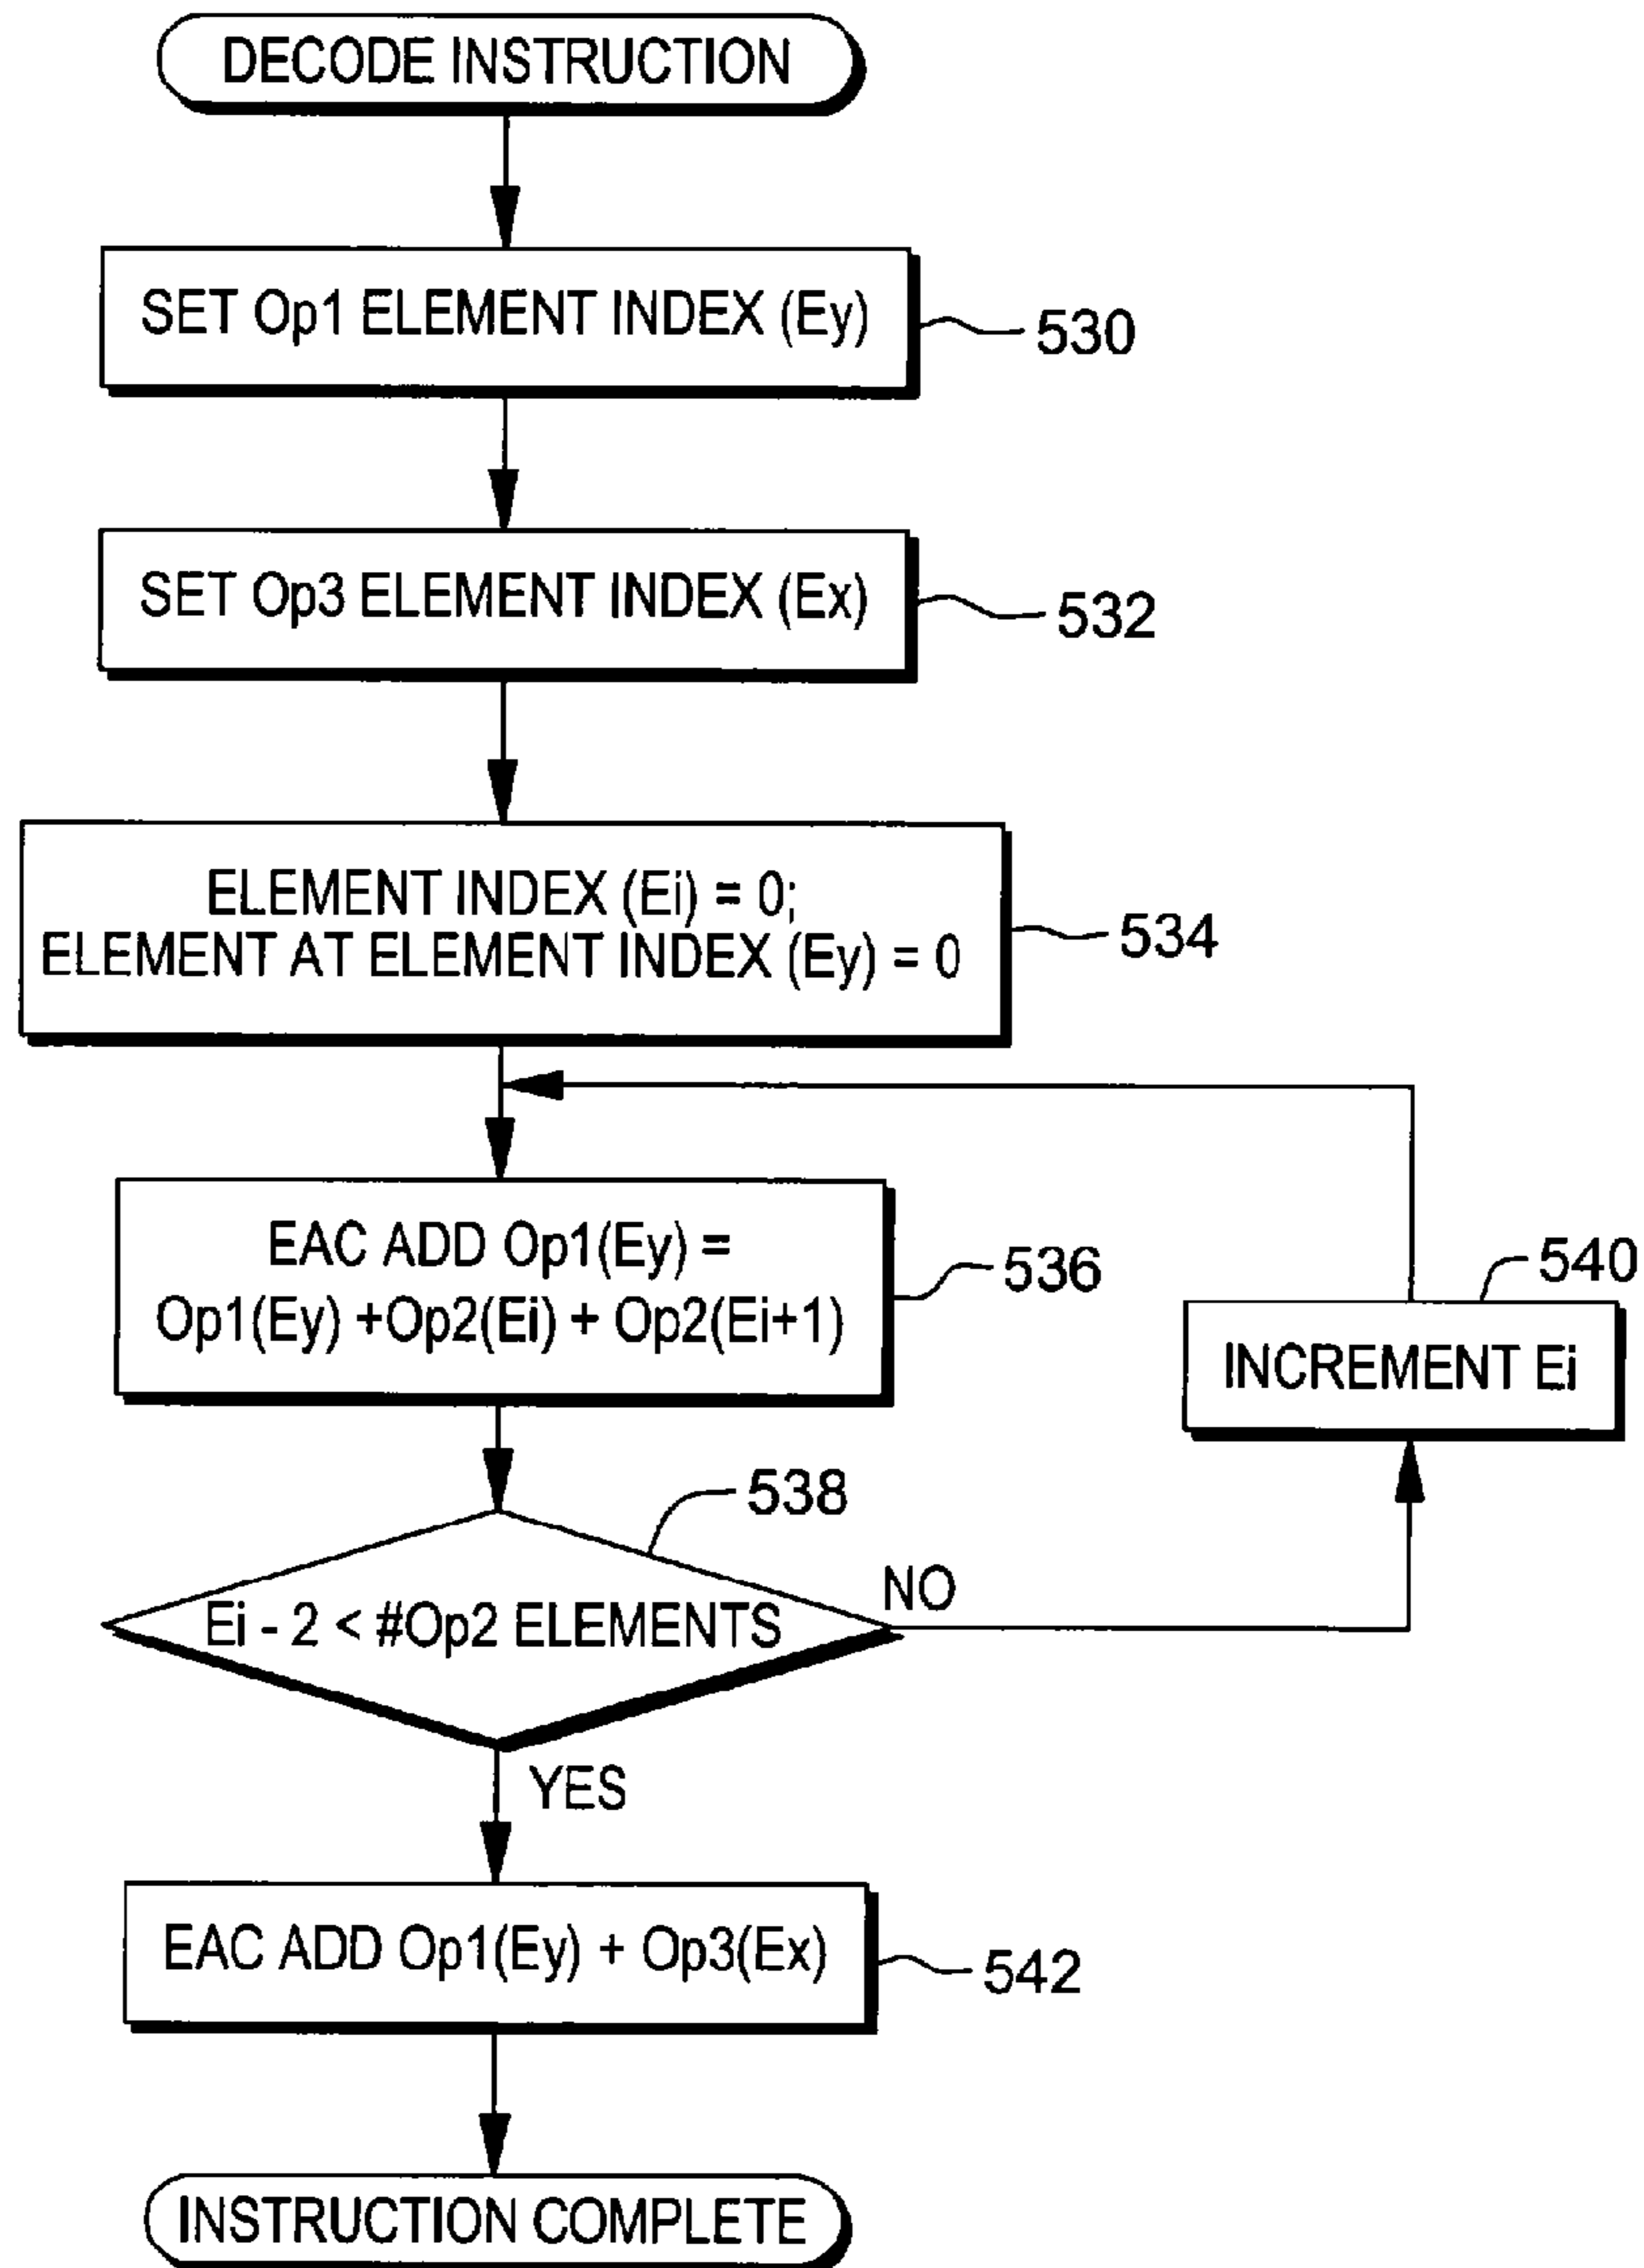 DECODE INSTRUCTION
SET Op1 ELEMENT INDEX (Ey)
530
SET Op3 ELEMENT INDEX (Ex)
532
ELEMENT INDEX (Ei) = 0;
ELEMENT AT ELEMENT INDEX (Ey) = 0
534
EAC ADD Op1(Ey) =
Op1(Ey) +Op2(Ei) + Op2(Ei+1)
536
540
INCREMENT Ei
538
Ei - 2 < #Op2 ELEMENTS
NO
YES
EAC ADD Op1(Ey) + Op3(Ex)
542
INSTRUCTION COMPLETE